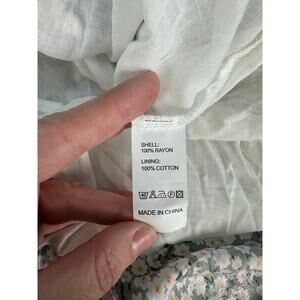 SHELL:
100% RAYON
LINING:
100% COTTON
MADE IN CHINA